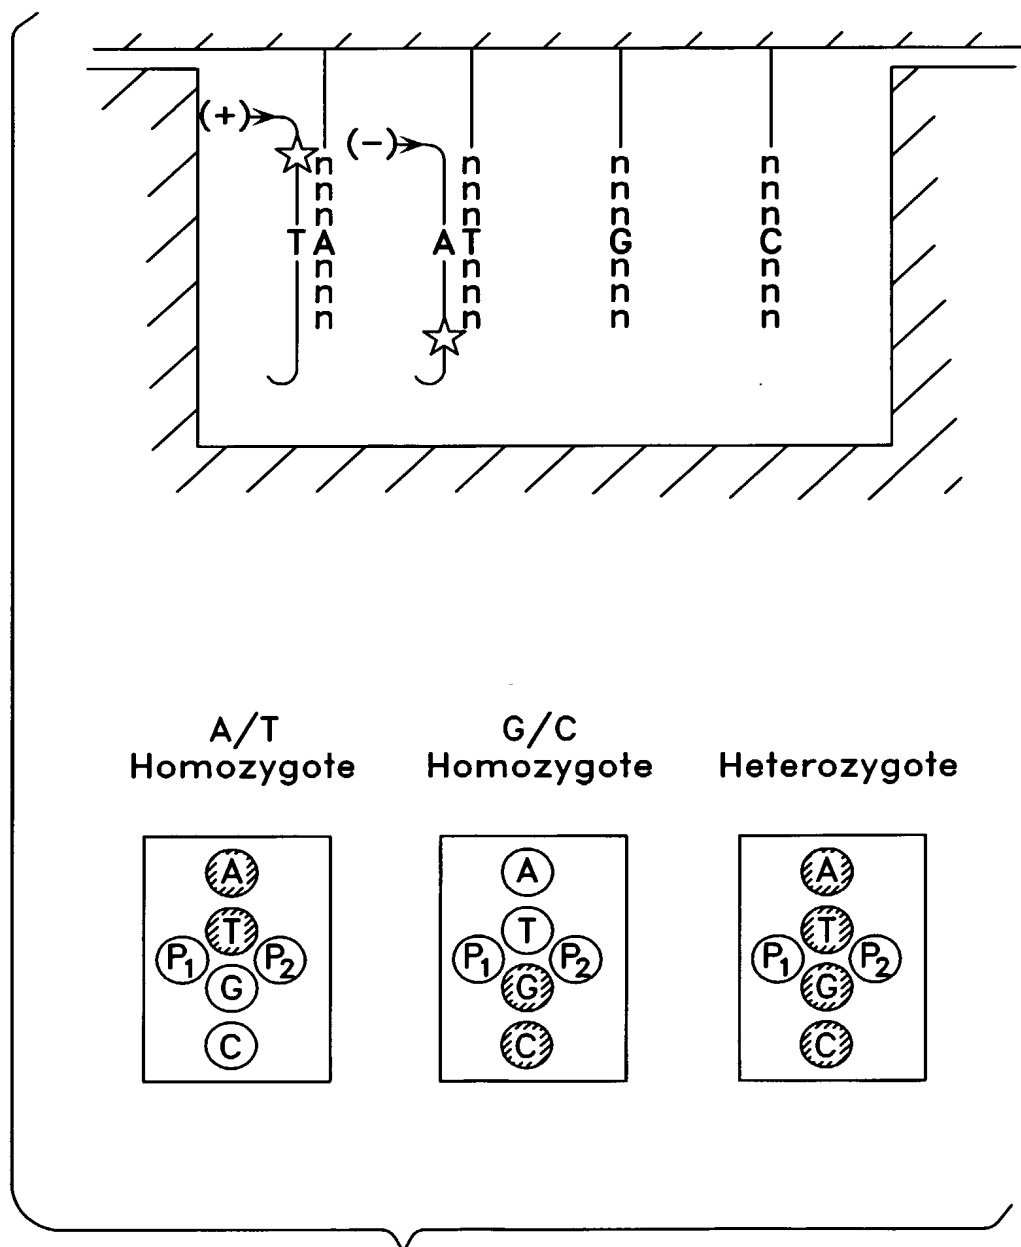 (+)
(-)
n n n n
n n n n
n n n n
T A A T G C
n n n n
n n n n
n n n n
A/T G/C
Homozygote Homozygote Heterozygote
A A A
T T T
P1 P2 P1 P2 P1 P2
G G G
C C C